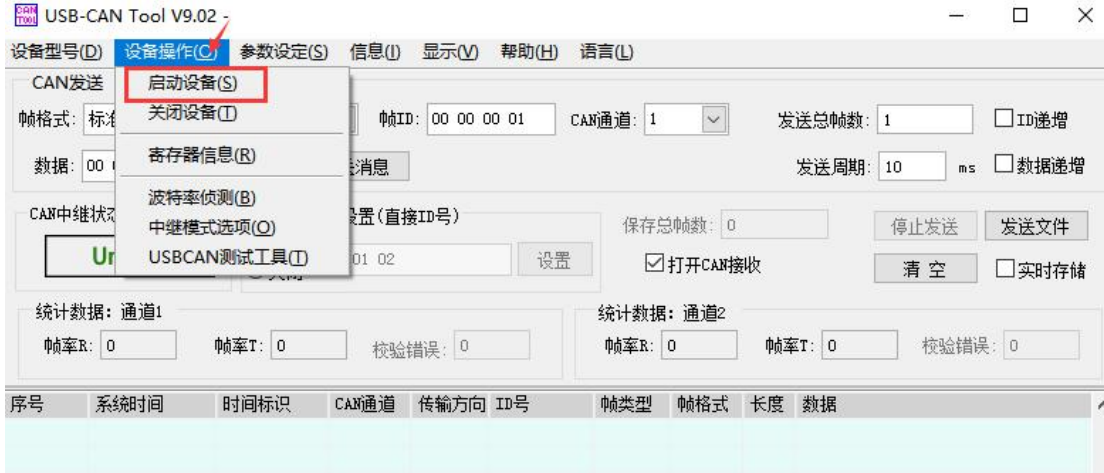 CAN TOOL USB-CAN Tool V9.02 -
设备型号(D) 设备操作(O) 参数设定(S) 信息(I) 显示(V) 帮助(H) 语言(L)
CAN发送
启动设备(S)
关闭设备(T)
寄存器信息(R)
波特率侦测(B)
中继模式选项(O)
USBCAN测试工具(T)
帧格式: 帧ID: 00 00 00 01 CAN通道: 1 发送总帧数: 1 ID递增
数据: 00 消息 发送周期: 10 ms 数据递增
CAN中继状态 设置(直接ID号) 保存总帧数: 0 停止发送 发送文件
01 02 设置 打开CAN接收 清空 实时存储
统计数据: 通道1 统计数据: 通道2
帧率R: 0 帧率T: 0 校验错误: 0 帧率R: 0 帧率T: 0 校验错误: 0
序号 系统时间 时间标识 CAN通道 传输方向 ID号 帧类型 帧格式 长度 数据